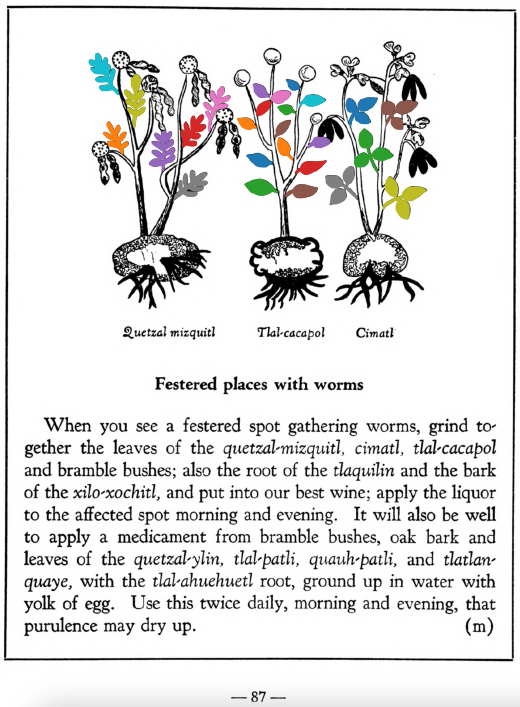 Quetzal mizquitl Tlal-cacapol Cimatl
Festered places with worms
When you see a festered spot gathering worms, grind to-
gether the leaves of the quetzal-mizquitl, cimatl, tlal-cacapol
and bramble bushes; also the root of the tlaquilin and the bark
of the xilo-xochitl, and put into our best wine; apply the liquor
to the affected spot morning and evening. It will also be well
to apply a medicament from bramble bushes, oak bark and
leaves of the quetzal-ylin, tlal-patli, quauh-patli, and tlatlan-
quaye, with the tlal-ahuehuetl root, ground up in water with
yolk of egg. Use this twice daily, morning and evening, that
purulence may dry up. (m)
— 87 —